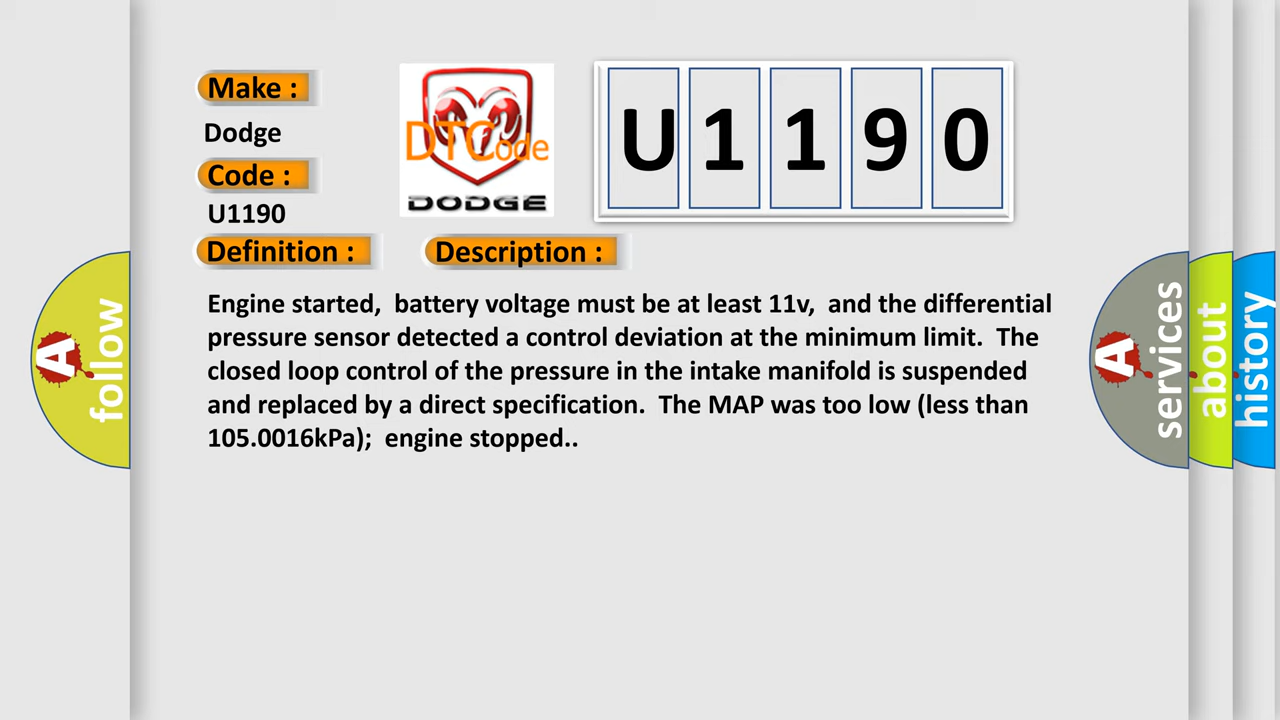 Make :
Dodge
Code :
U1190
Definition :
Description :
Engine started,  battery voltage must be at least 11v,  and the differential
pressure sensor detected a control deviation at the minimum limit  The
closed loop control of the pressure in the intake manifold is suspended
and replaced by a direct specification  The MAP was too low (less than
105.0016kPa);  engine stopped..
DTCode
DODGE
U1190
A follow
A services
about
history